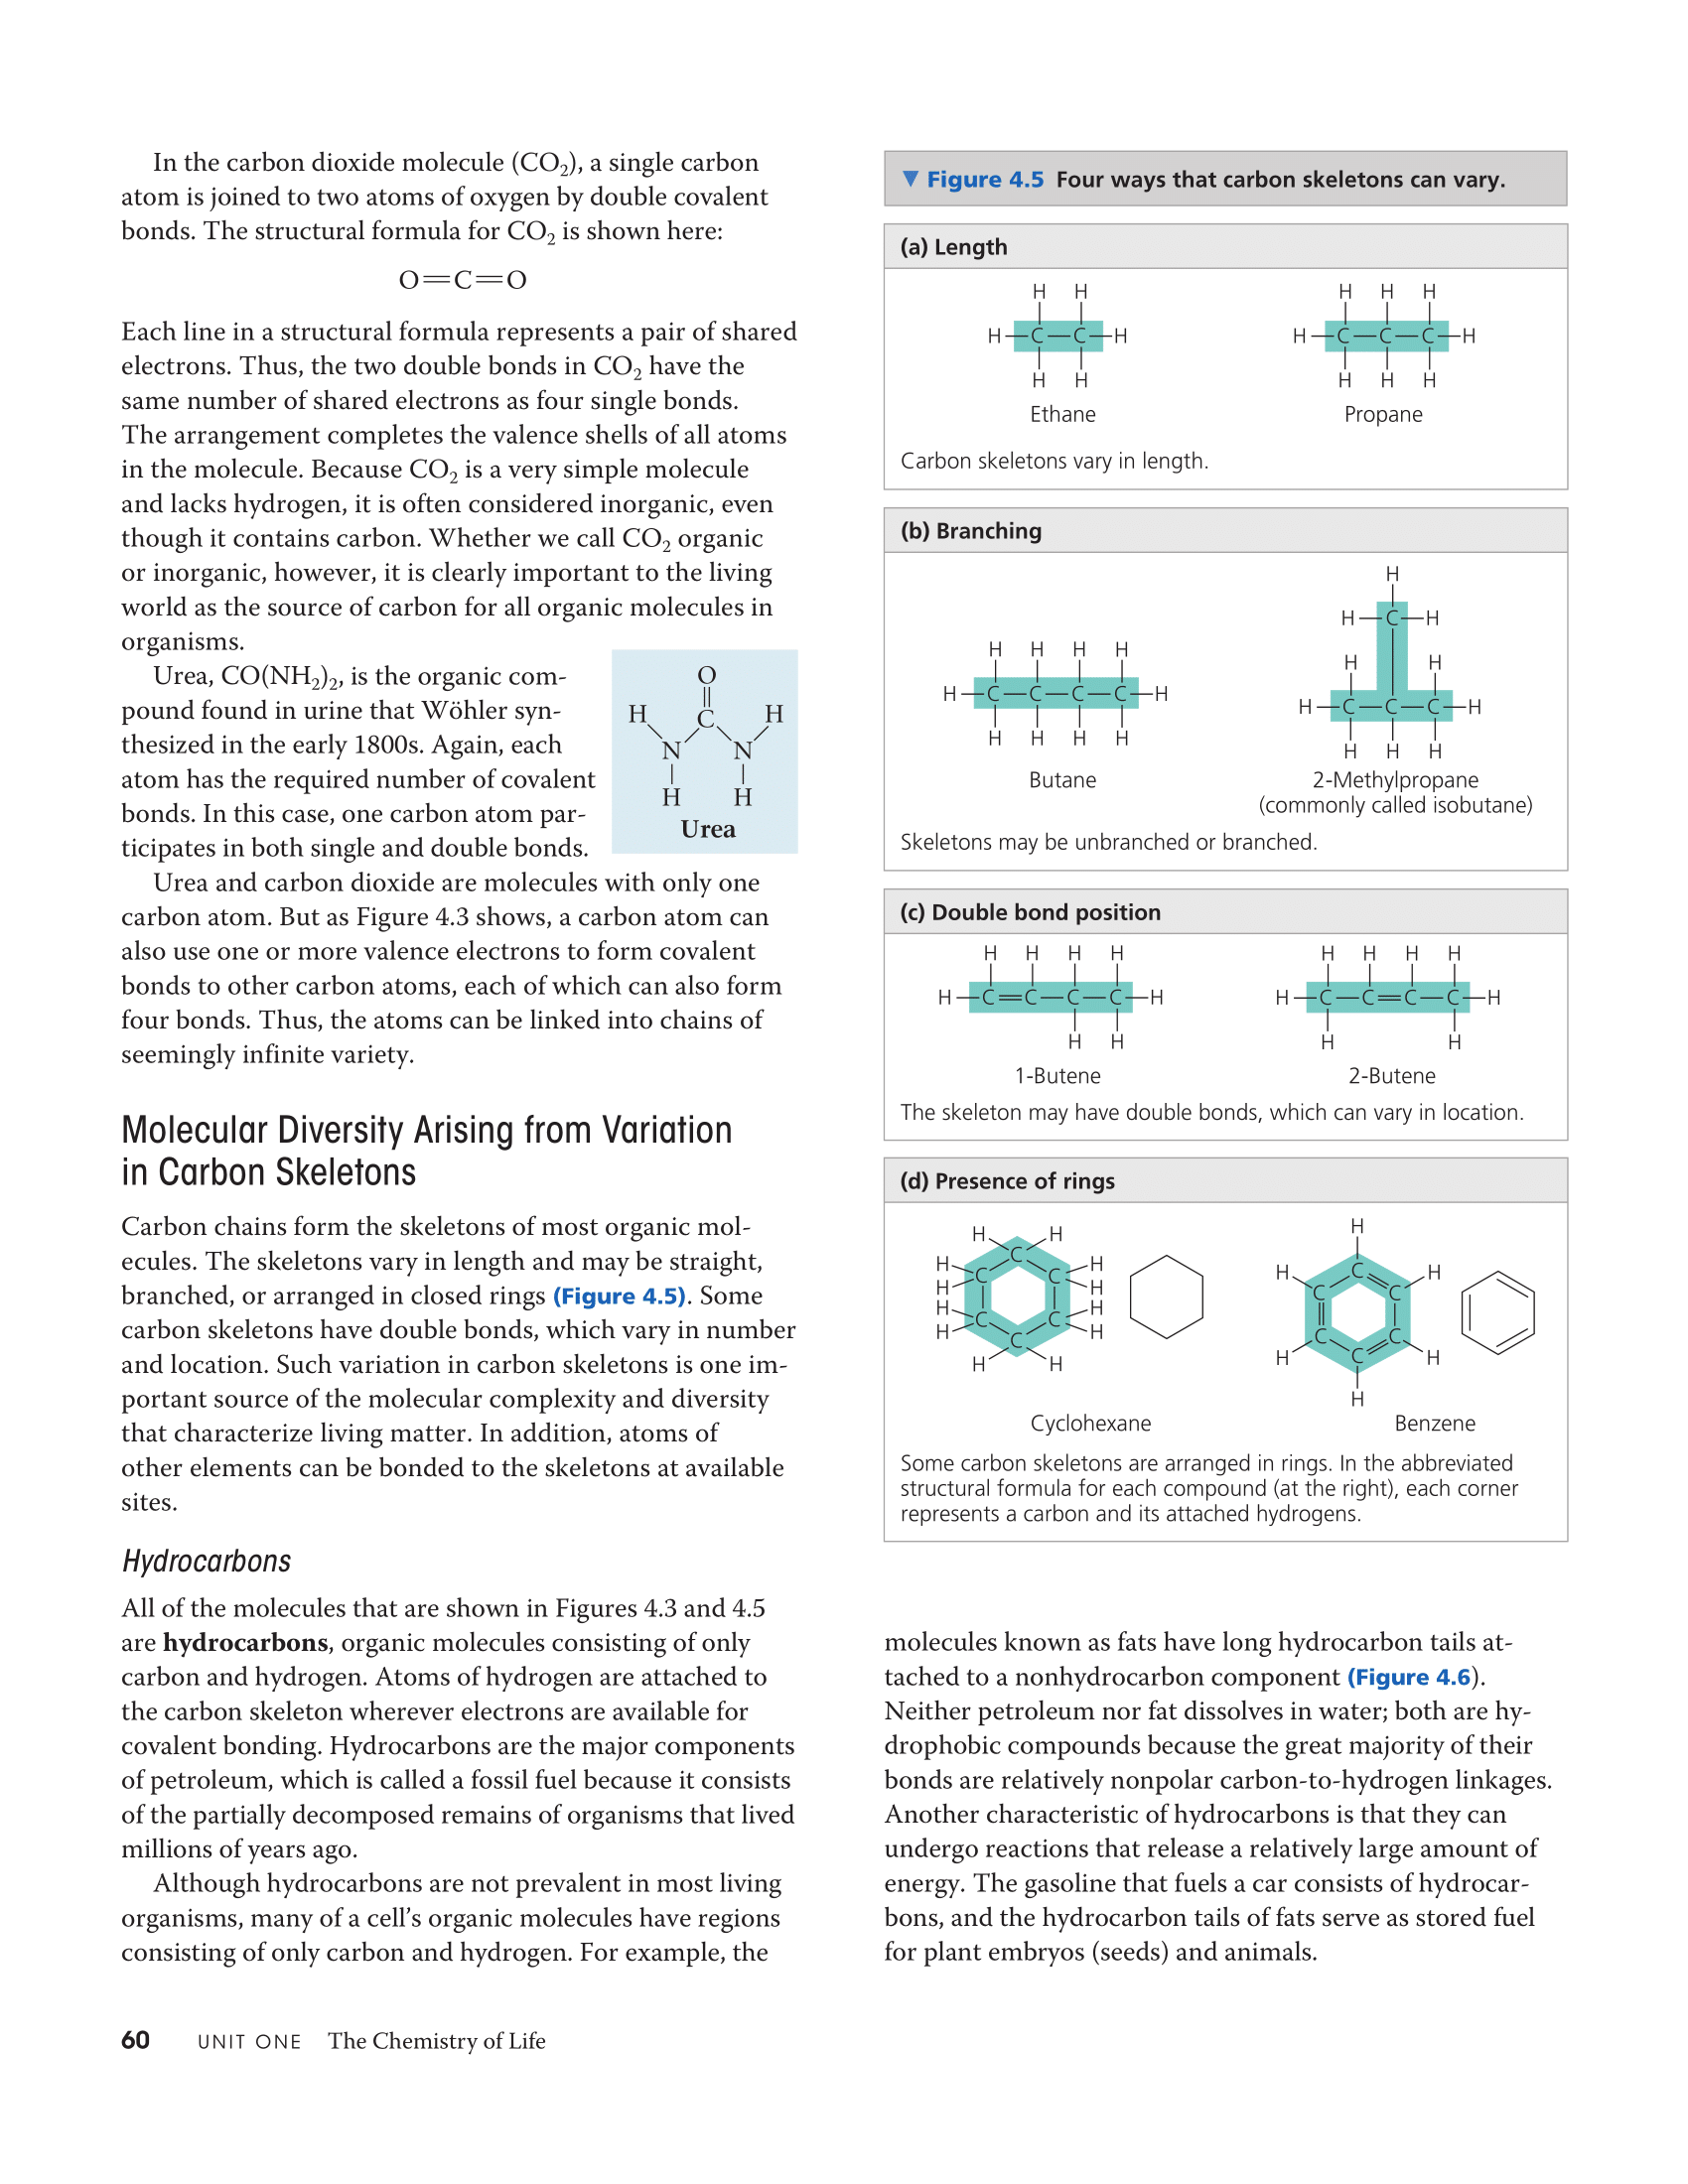 In the carbon dioxide molecule (CO₂), a single carbon
atom is joined to two atoms of oxygen by double covalent
bonds. The structural formula for CO₂ is shown here:
O=C=O
Each line in a structural formula represents a pair of shared
electrons. Thus, the two double bonds in CO₂ have the
same number of shared electrons as four single bonds.
The arrangement completes the valence shells of all atoms
in the molecule. Because CO₂ is a very simple molecule
and lacks hydrogen, it is often considered inorganic, even
though it contains carbon. Whether we call CO₂ organic
or inorganic, however, it is clearly important to the living
world as the source of carbon for all organic molecules in
organisms.
Urea, CO(NH₂)₂, is the organic com-
pound found in urine that Wöhler syn-
thesized in the early 1800s. Again, each
atom has the required number of covalent
bonds. In this case, one carbon atom par-
ticipates in both single and double bonds.
O
H C H
N N
H H
Urea
Urea and carbon dioxide are molecules with only one
carbon atom. But as Figure 4.3 shows, a carbon atom can
also use one or more valence electrons to form covalent
bonds to other carbon atoms, each of which can also form
four bonds. Thus, the atoms can be linked into chains of
seemingly infinite variety.
Molecular Diversity Arising from Variation
in Carbon Skeletons
Carbon chains form the skeletons of most organic mol-
ecules. The skeletons vary in length and may be straight,
branched, or arranged in closed rings (Figure 4.5). Some
carbon skeletons have double bonds, which vary in number
and location. Such variation in carbon skeletons is one im-
portant source of the molecular complexity and diversity
that characterize living matter. In addition, atoms of
other elements can be bonded to the skeletons at available
sites.
Hydrocarbons
All of the molecules that are shown in Figures 4.3 and 4.5
are hydrocarbons, organic molecules consisting of only
carbon and hydrogen. Atoms of hydrogen are attached to
the carbon skeleton wherever electrons are available for
covalent bonding. Hydrocarbons are the major components
of petroleum, which is called a fossil fuel because it consists
of the partially decomposed remains of organisms that lived
millions of years ago.
Although hydrocarbons are not prevalent in most living
organisms, many of a cell's organic molecules have regions
consisting of only carbon and hydrogen. For example, the
▼ Figure 4.5 Four ways that carbon skeletons can vary.
(a) Length
H H
H—C—C—H
H H
Ethane
H H H
H—C—C—C—H
H H H
Propane
Carbon skeletons vary in length.
(b) Branching
H H H H
H—C—C—C—C—H
H H H H
Butane
H
H—C—H
H H
H—C—C—C—H
H H H
2-Methylpropane
(commonly called isobutane)
Skeletons may be unbranched or branched.
(c) Double bond position
H H H H
H—C=C—C—C—H
H H
1-Butene
H H H H
H—C—C=C—C—H
H H
2-Butene
The skeleton may have double bonds, which can vary in location.
(d) Presence of rings
H H
C
H C C H
H H
H H
H C C H
C
H H
Cyclohexane
H
H C H
C C
C C
H C H
H
Benzene
Some carbon skeletons are arranged in rings. In the abbreviated
structural formula for each compound (at the right), each corner
represents a carbon and its attached hydrogens.
molecules known as fats have long hydrocarbon tails at-
tached to a nonhydrocarbon component (Figure 4.6).
Neither petroleum nor fat dissolves in water; both are hy-
drophobic compounds because the great majority of their
bonds are relatively nonpolar carbon-to-hydrogen linkages.
Another characteristic of hydrocarbons is that they can
undergo reactions that release a relatively large amount of
energy. The gasoline that fuels a car consists of hydrocar-
bons, and the hydrocarbon tails of fats serve as stored fuel
for plant embryos (seeds) and animals.
60 UNIT ONE The Chemistry of Life